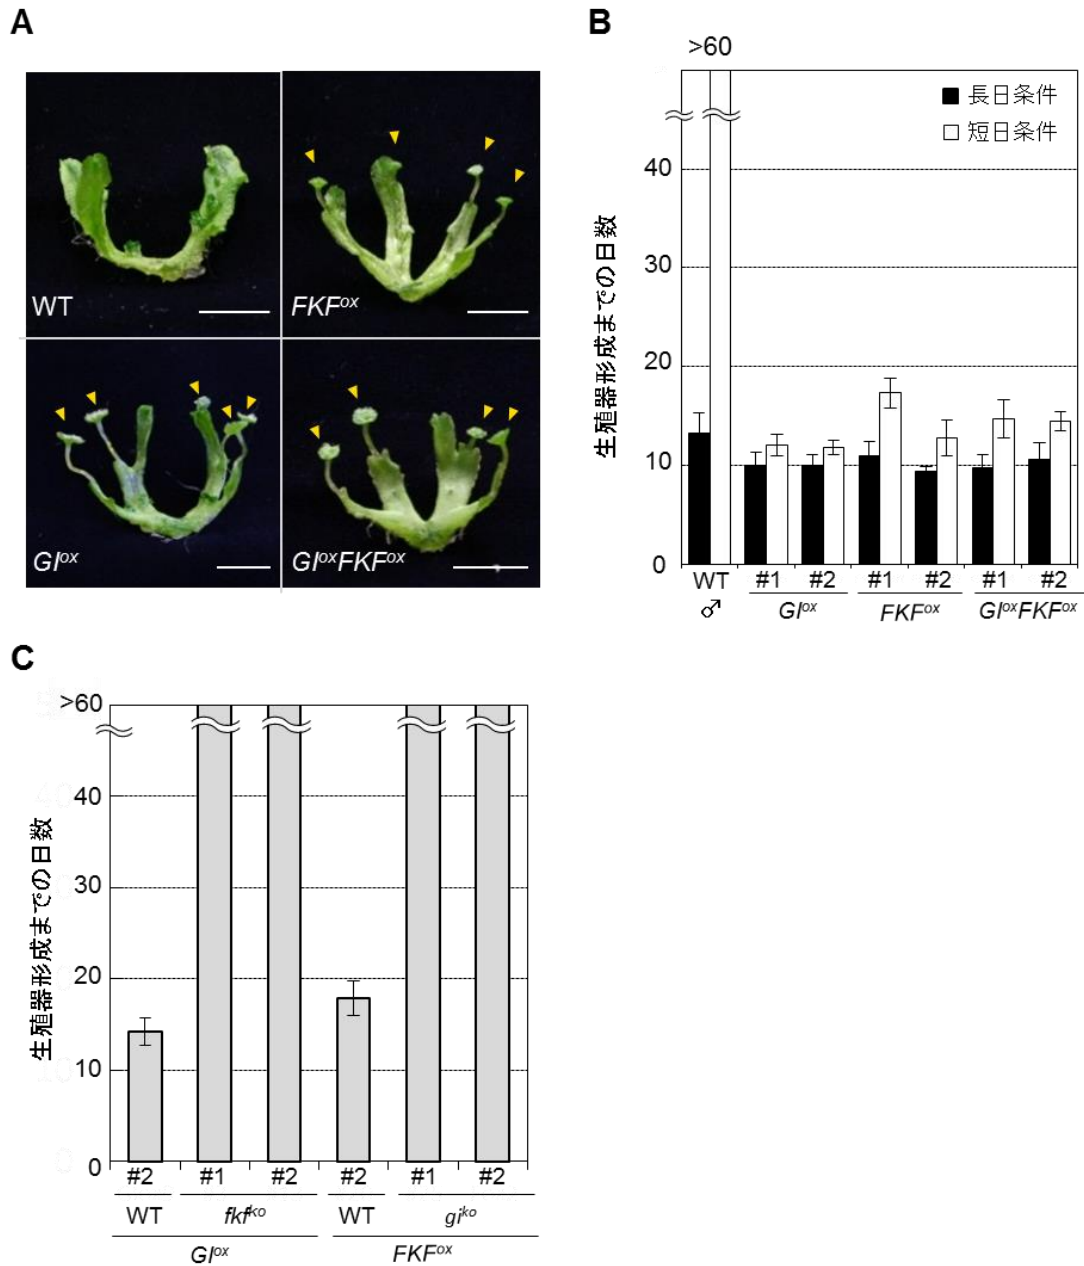 A
WT
FKFox
GIox
GIoxFKFox
B
>60
長日条件
短日条件
生殖器形成までの日数
40
30
20
10
0
WT
♂
#1 #2 #1 #2 #1 #2
GIox FKFox GIoxFKFox
C
>60
生殖器形成までの日数
40
30
20
10
0
#2 #1 #2 #2 #1 #2
WT fkfko WT giko
GIox FKFox